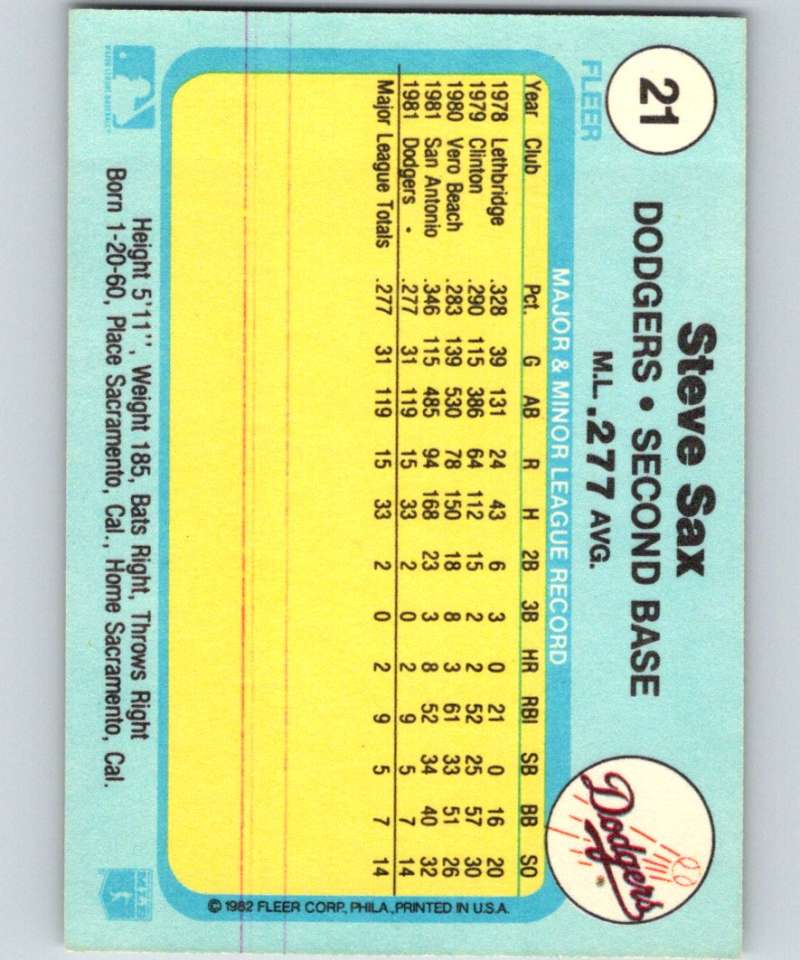 21
FLEER
Steve Sax
DODGERS • SECOND BASE
M.L. .277 AVG.
Dodgers
MAJOR & MINOR LEAGUE RECORD
Year Club Pct. G AB R H 2B 3B HR RBI SB BB SO
1978 Lethbridge .328 39 131 24 43 6 3 0 21 0 16 20
1979 Clinton .290 115 386 64 112 15 2 2 52 25 57 30
1980 Vero Beach .283 139 530 78 150 18 8 3 61 33 51 26
1981 San Antonio .346 115 485 94 168 23 3 8 52 34 40 32
1981 Dodgers • .277 31 119 15 33 2 0 2 9 5 7 14
Major League Totals .277 31 119 15 33 2 0 2 9 5 7 14
© 1982 FLEER CORP., PHILA., PRINTED IN U.S.A.
Height 5'11", Weight 185, Bats Right, Throws Right
Born 1-20-60, Place Sacramento, Cal., Home Sacramento, Cal.